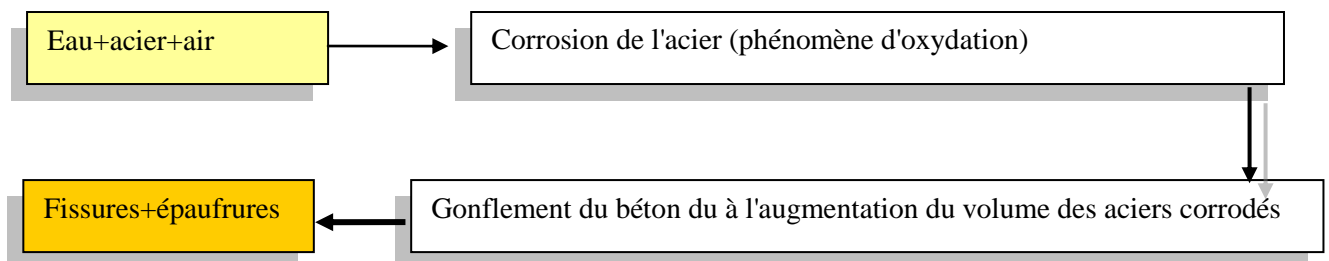 Eau+acier+air
Corrosion de l'acier (phénomène d'oxydation)
Fissures+épaufrures
Gonflement du béton du à l'augmentation du volume des aciers corrodés